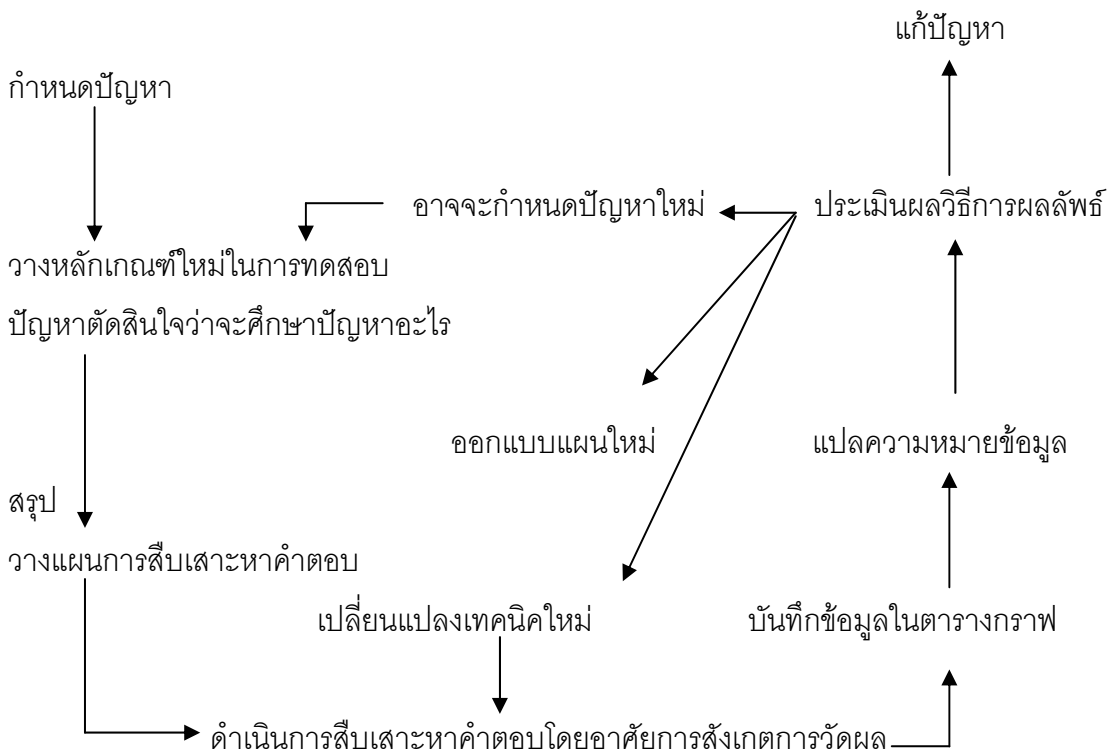 แก้ปัญหา
กำหนดปัญหา
อาจจะกำหนดปัญหาใหม่
ประเมินผลวิธีการผลลัพธ์
วางหลักเกณฑ์ใหม่ในการทดสอบ
ปัญหาตัดสินใจว่าจะศึกษาปัญหาอะไร
ออกแบบแผนใหม่
แปลความหมายข้อมูล
สรุป
วางแผนการสืบเสาะหาคำตอบ
เปลี่ยนแปลงเทคนิคใหม่
บันทึกข้อมูลในตารางกราฟ
ดำเนินการสืบเสาะหาคำตอบโดยอาศัยการสังเกตการวัดผล